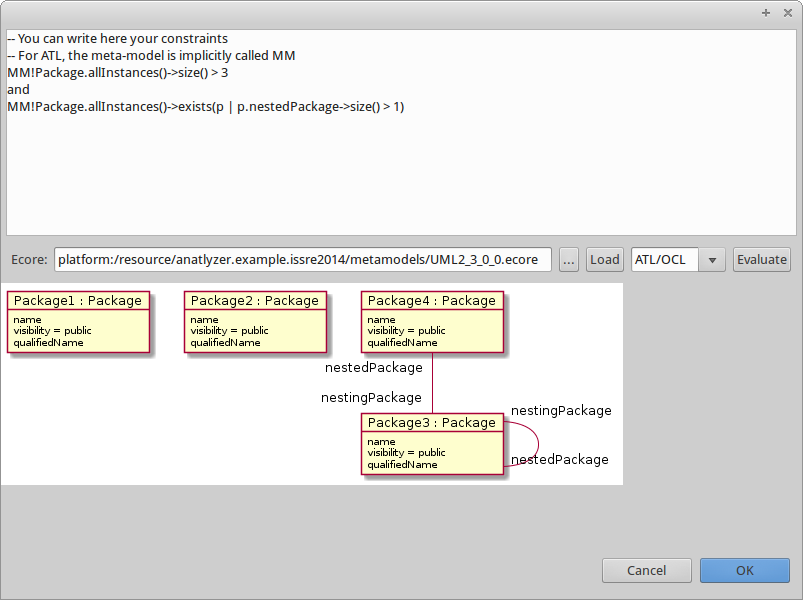 -- You can write here your constraints
-- For ATL, the meta-model is implicitly called MM
MM!Package.allInstances()->size() > 3
and
MM!Package.allInstances()->exists(p | p.nestedPackage->size() > 1)
Ecore: platform:/resource/anatlyzer.example.issre2014/metamodels/UML2_3_0_0.ecore ... Load ATL/OCL Evaluate
Package1 : Package
name
visibility = public
qualifiedName
Package2 : Package
name
visibility = public
qualifiedName
Package4 : Package
name
visibility = public
qualifiedName
nestedPackage
nestingPackage
Package3 : Package
name
visibility = public
qualifiedName
nestingPackage
nestedPackage
Cancel OK